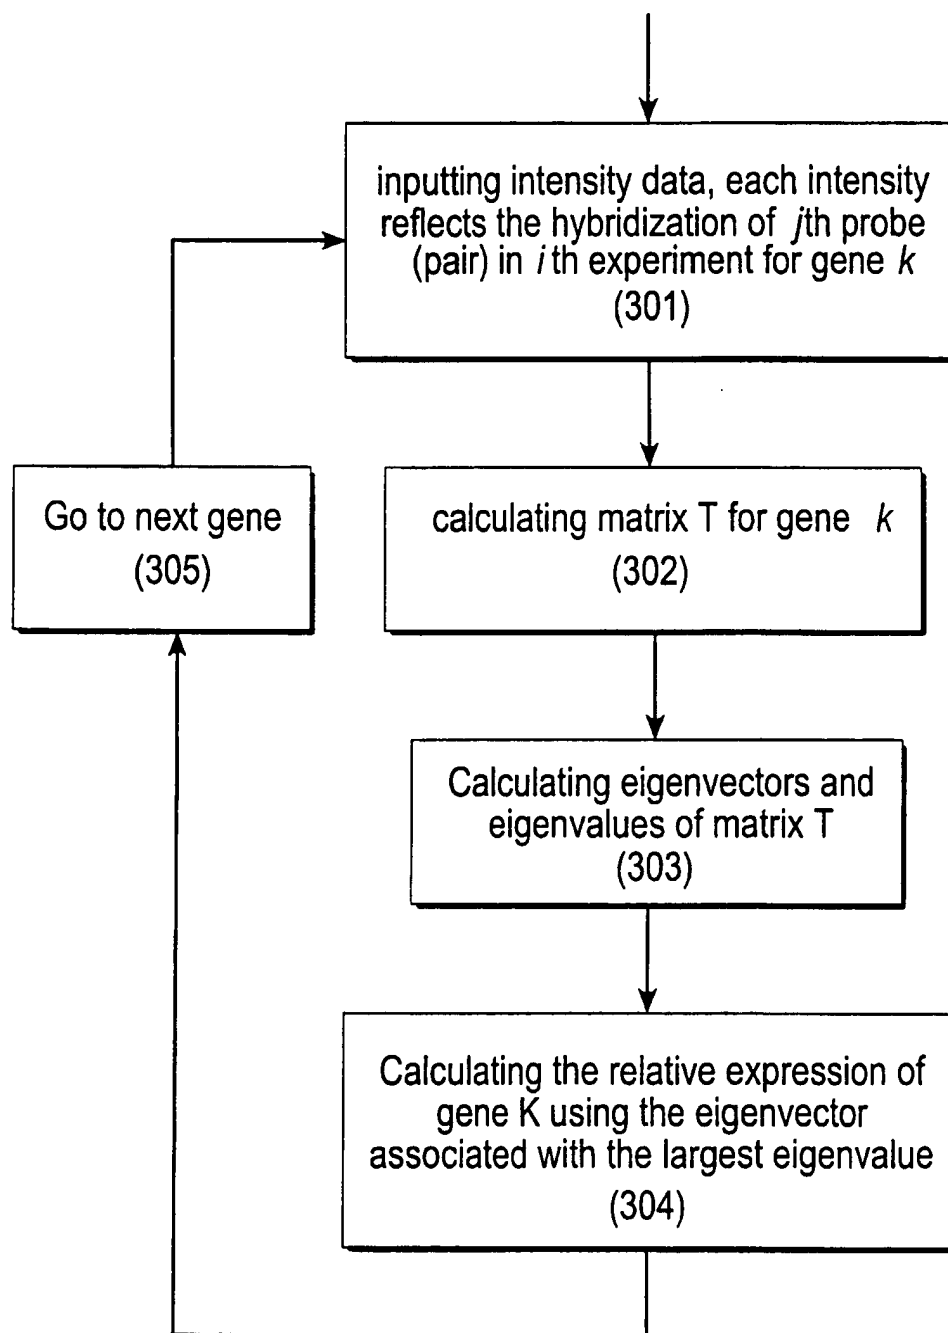 inputting intensity data, each intensity
reflects the hybridization of jth probe
(pair) in i th experiment for gene k
(301)
Go to next gene
(305)
calculating matrix T for gene k
(302)
Calculating eigenvectors and
eigenvalues of matrix T
(303)
Calculating the relative expression of
gene K using the eigenvector
associated with the largest eigenvalue
(304)